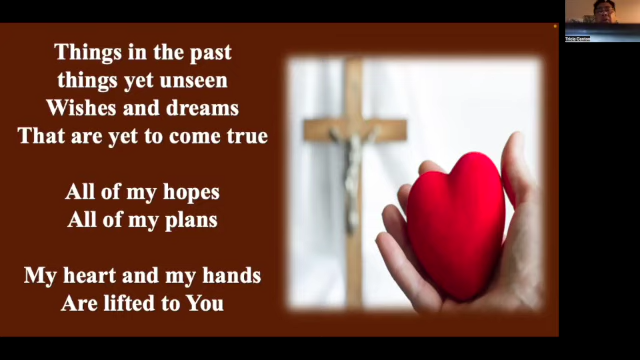 Things in the past
things yet unseen
Wishes and dreams
That are yet to come true
All of my hopes
All of my plans
My heart and my hands
Are lifted to You